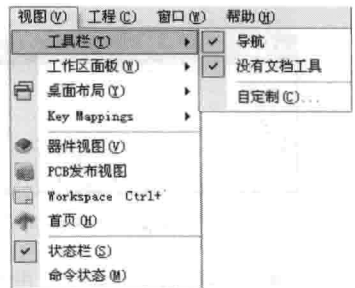 视图(V) 工程(C) 窗口(W) 帮助(H)
工具栏(T)
工作区面板(W)
桌面布局(Y)
Key Mappings
器件视图(V)
PCB发布视图
Workspace Ctrl+`
首页(H)
状态栏(S)
命令状态(M)
导航
没有文档工具
自定制(C)...